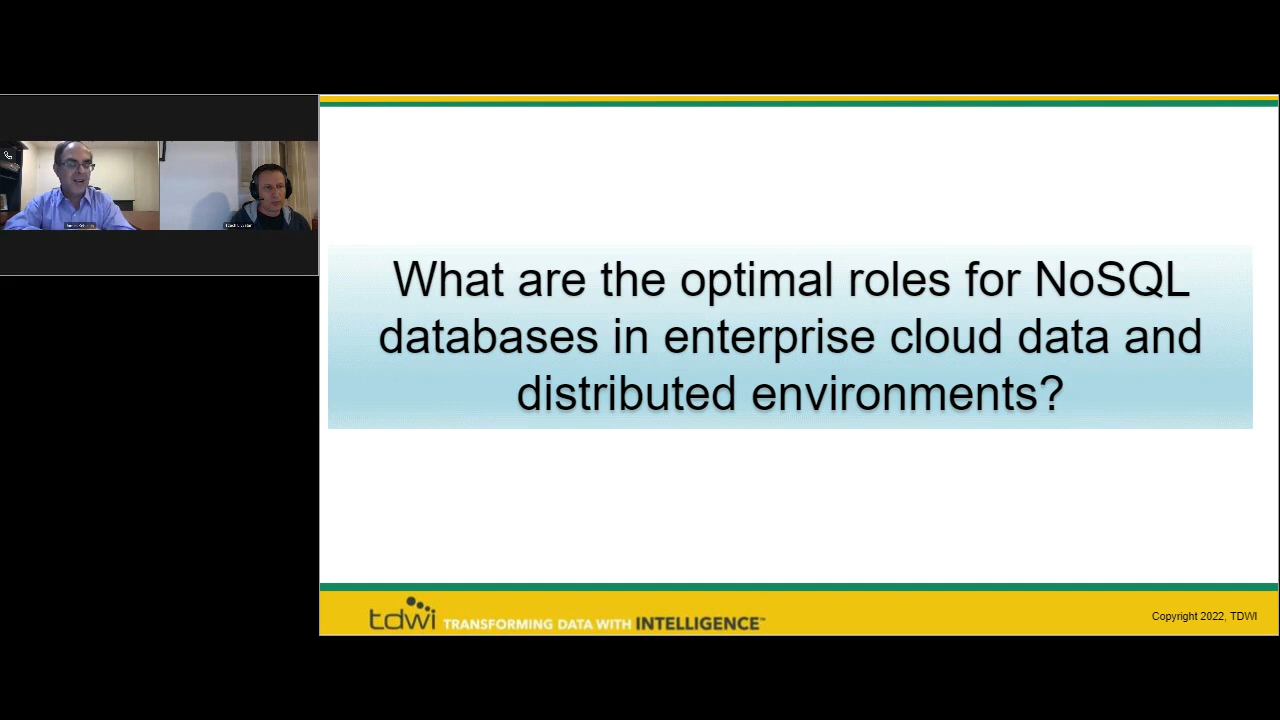 What are the optimal roles for NoSQL
databases in enterprise cloud data and
distributed environments?
tdwi TRANSFORMING DATA WITH INTELLIGENCE™
Copyright 2022, TDWI